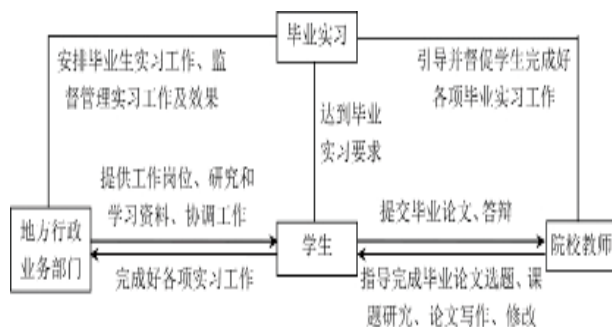 毕业实习
安排毕业生实习工作、监
督管理实习工作及效果
引导并督促学生完成好
各项毕业实习工作
达到毕业
实习要求
提供工作岗位、研究和
学习资料、协调工作
提交毕业论文、答辩
地方行政
业务部门
学生
院校教师
完成好各项实习工作
指导完成毕业论文选题、课
题研究、论文写作、修改